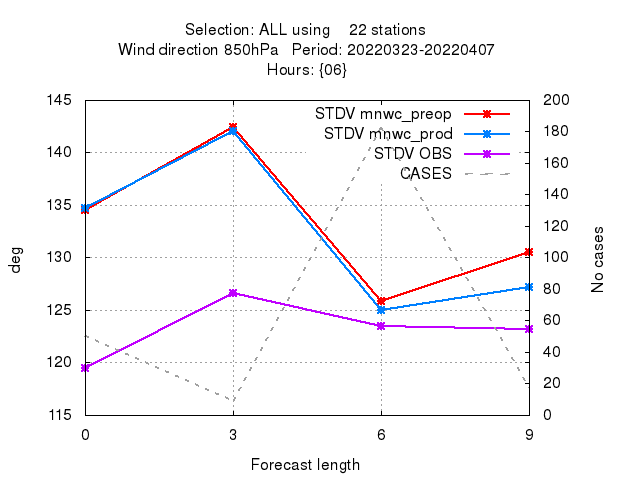 Selection: ALL using 22 stations
Wind direction 850hPa Period: 20220323-20220407
Hours: {06}
145
140
135
130
125
120
115
deg
200
180
160
140
120
100
80
60
40
20
0
No cases
STDV mnwc_preop
STDV mnwc_prod
STDV OBS
CASES
0 3 6 9
Forecast length